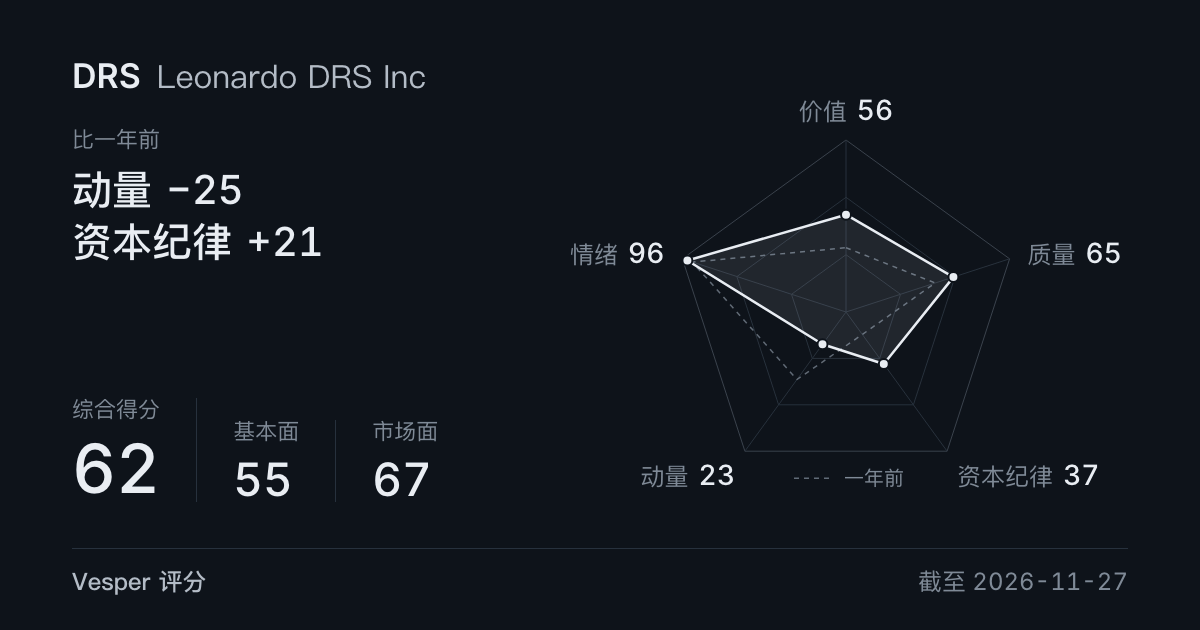 DRS Leonardo DRS Inc
比一年前
动量 −25
资本纪律 +21
价值 56
情绪 96
质量 65
动量 23
---- 一年前
资本纪律 37
综合得分
62
基本面
55
市场面
67
Vesper 评分
截至 2026-11-27